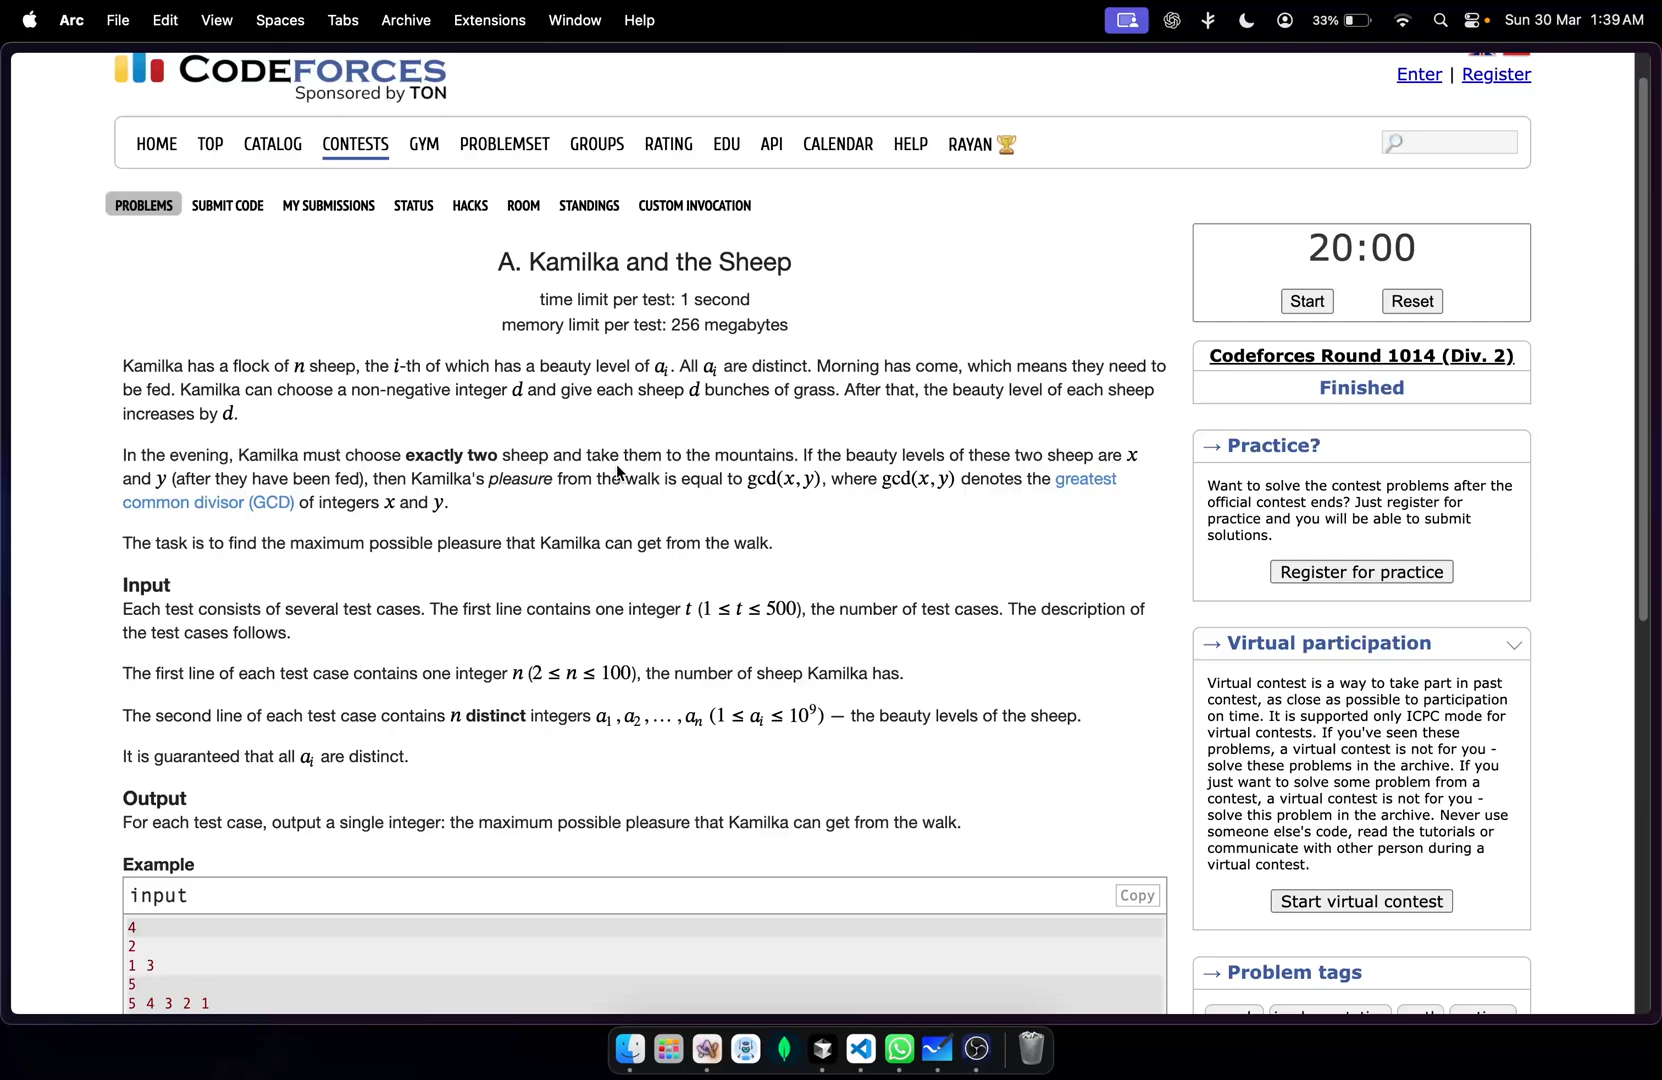 Arc File Edit View Spaces Tabs Archive Extensions Window Help 33% Sun 30 Mar 1:39 AM
CODEFORCES
Sponsored by TON
Enter | Register
HOME TOP CATALOG CONTESTS GYM PROBLEMSET GROUPS RATING EDU API CALENDAR HELP RAYAN
PROBLEMS SUBMIT CODE MY SUBMISSIONS STATUS HACKS ROOM STANDINGS CUSTOM INVOCATION
A. Kamilka and the Sheep
time limit per test: 1 second
memory limit per test: 256 megabytes
Kamilka has a flock of n sheep, the i-th of which has a beauty level of aᵢ. All aᵢ are distinct. Morning has come, which means they need to
be fed. Kamilka can choose a non-negative integer d and give each sheep d bunches of grass. After that, the beauty level of each sheep
increases by d.
In the evening, Kamilka must choose exactly two sheep and take them to the mountains. If the beauty levels of these two sheep are x
and y (after they have been fed), then Kamilka's pleasure from the walk is equal to gcd(x, y), where gcd(x, y) denotes the greatest
common divisor (GCD) of integers x and y.
The task is to find the maximum possible pleasure that Kamilka can get from the walk.
Input
Each test consists of several test cases. The first line contains one integer t (1 ≤ t ≤ 500), the number of test cases. The description of
the test cases follows.
The first line of each test case contains one integer n (2 ≤ n ≤ 100), the number of sheep Kamilka has.
The second line of each test case contains n distinct integers a₁, a₂, …, aₙ (1 ≤ aᵢ ≤ 10⁹) — the beauty levels of the sheep.
It is guaranteed that all aᵢ are distinct.
Output
For each test case, output a single integer: the maximum possible pleasure that Kamilka can get from the walk.
Example
input
Copy
4
2
1 3
5
5 4 3 2 1
20:00
Start Reset
Codeforces Round 1014 (Div. 2)
Finished
→ Practice?
Want to solve the contest problems after the
official contest ends? Just register for
practice and you will be able to submit
solutions.
Register for practice
→ Virtual participation
Virtual contest is a way to take part in past
contest, as close as possible to participation
on time. It is supported only ICPC mode for
virtual contests. If you've seen these
problems, a virtual contest is not for you -
solve these problems in the archive. If you
just want to solve some problem from a
contest, a virtual contest is not for you -
solve this problem in the archive. Never use
someone else's code, read the tutorials or
communicate with other person during a
virtual contest.
Start virtual contest
→ Problem tags